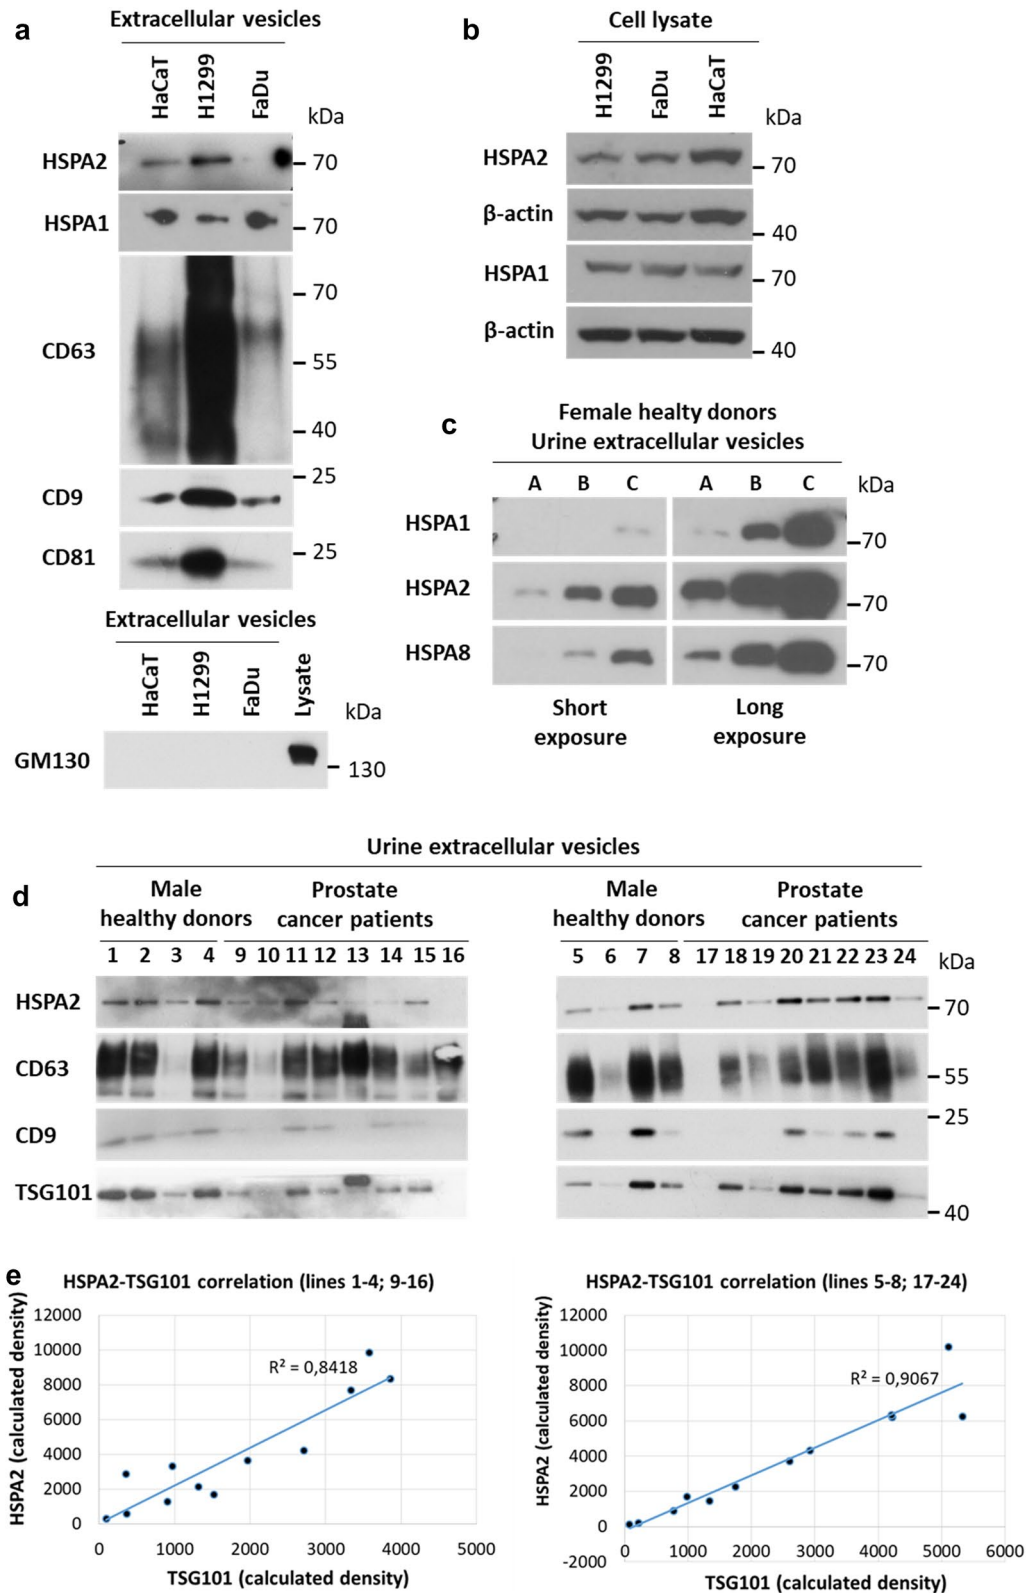 a
Extracellular vesicles
HaCaT
H1299
FaDu
kDa
HSPA2
70
HSPA1
70
70
CD63
55
40
25
CD9
CD81
25
Extracellular vesicles
HaCaT
H1299
FaDu
Lysate
kDa
GM130
130
b
Cell lysate
H1299
FaDu
HaCaT
kDa
HSPA2
70
β-actin
40
HSPA1
70
β-actin
40
c
Female healty donors
Urine extracellular vesicles
A B C A B C kDa
HSPA1
70
HSPA2
70
HSPA8
70
Short
exposure
Long
exposure
Urine extracellular vesicles
d
Male
healthy donors
Prostate
cancer patients
Male
healthy donors
Prostate
cancer patients
1 2 3 4 9 10 11 12 13 14 15 16
5 6 7 8 17 18 19 20 21 22 23 24 kDa
HSPA2
70
CD63
55
25
CD9
TSG101
40
e
HSPA2-TSG101 correlation (lines 1-4; 9-16)
HSPA2 (calculated density)
12000
10000
8000
6000
4000
2000
0
R² = 0,8418
0 1000 2000 3000 4000 5000
TSG101 (calculated density)
HSPA2-TSG101 correlation (lines 5-8; 17-24)
HSPA2 (calculated density)
12000
10000
8000
6000
4000
2000
0
-2000
R² = 0,9067
0 1000 2000 3000 4000 5000 6000
TSG101 (calculated density)